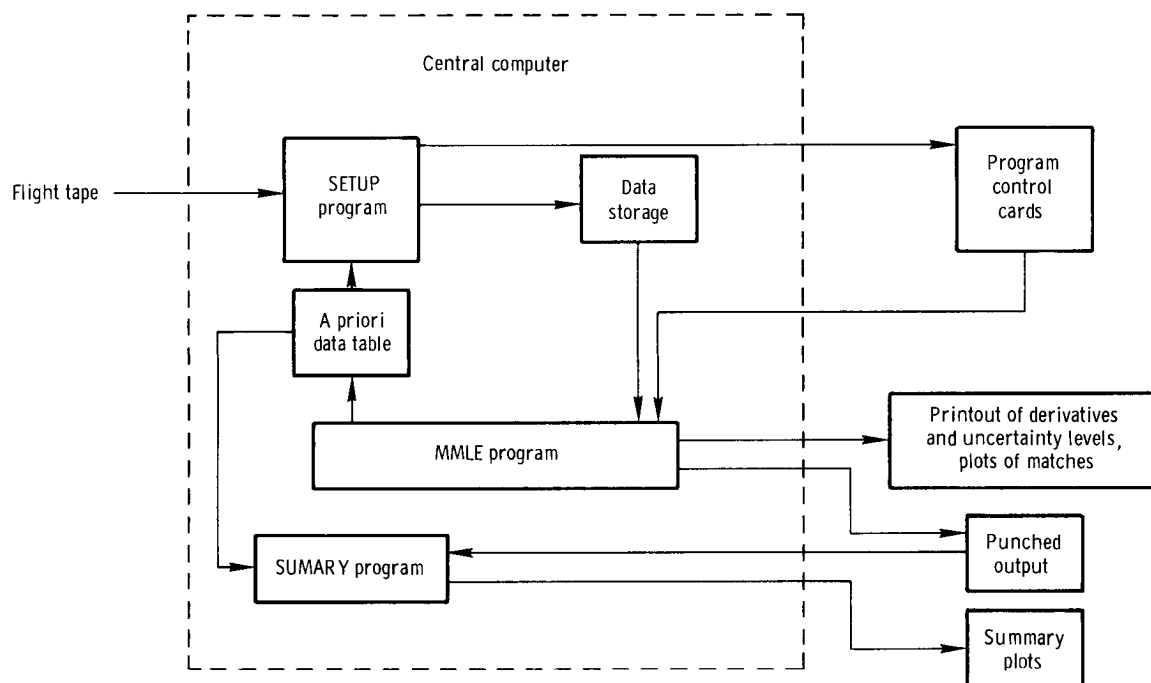 Central computer
Flight tape
SETUP
program
Data
storage
Program
control
cards
A priori
data table
MMLE program
Printout of derivatives
and uncertainty levels,
plots of matches
SUMARY program
Punched
output
Summary
plots